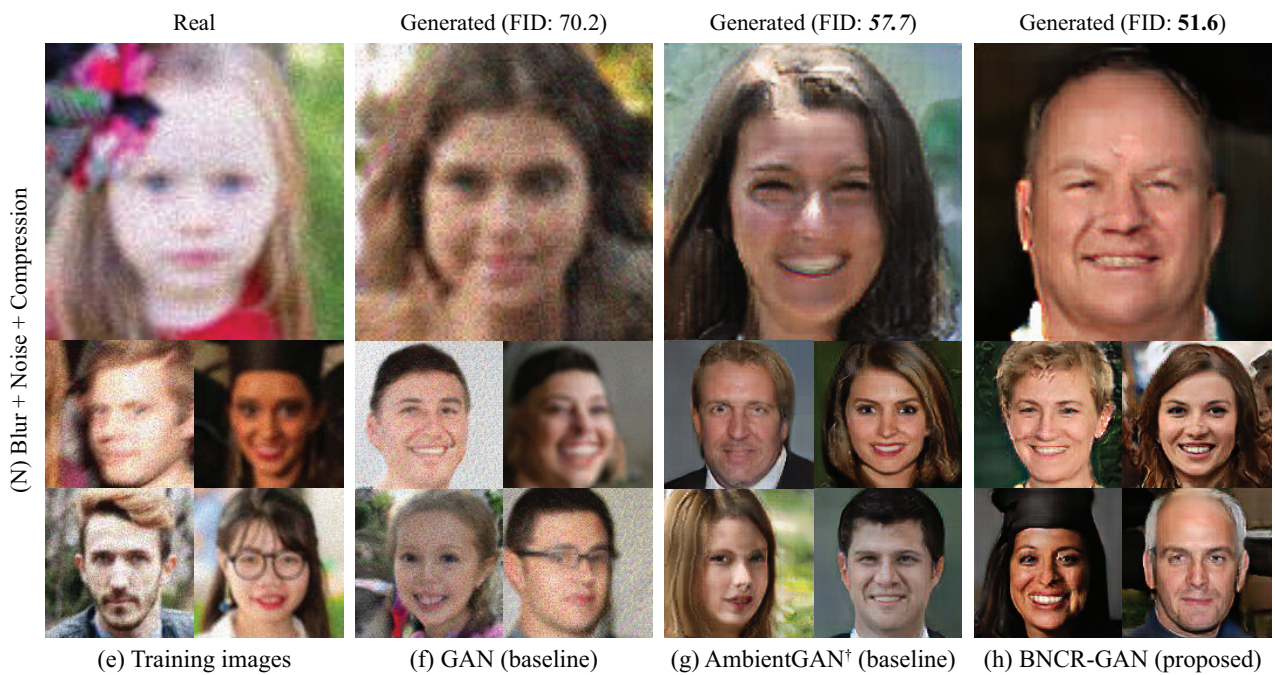 Real
Generated (FID: 70.2)
Generated (FID: 57.7)
Generated (FID: 51.6)
(N) Blur + Noise + Compression
(e) Training images
(f) GAN (baseline)
(g) AmbientGAN† (baseline)
(h) BNCR-GAN (proposed)